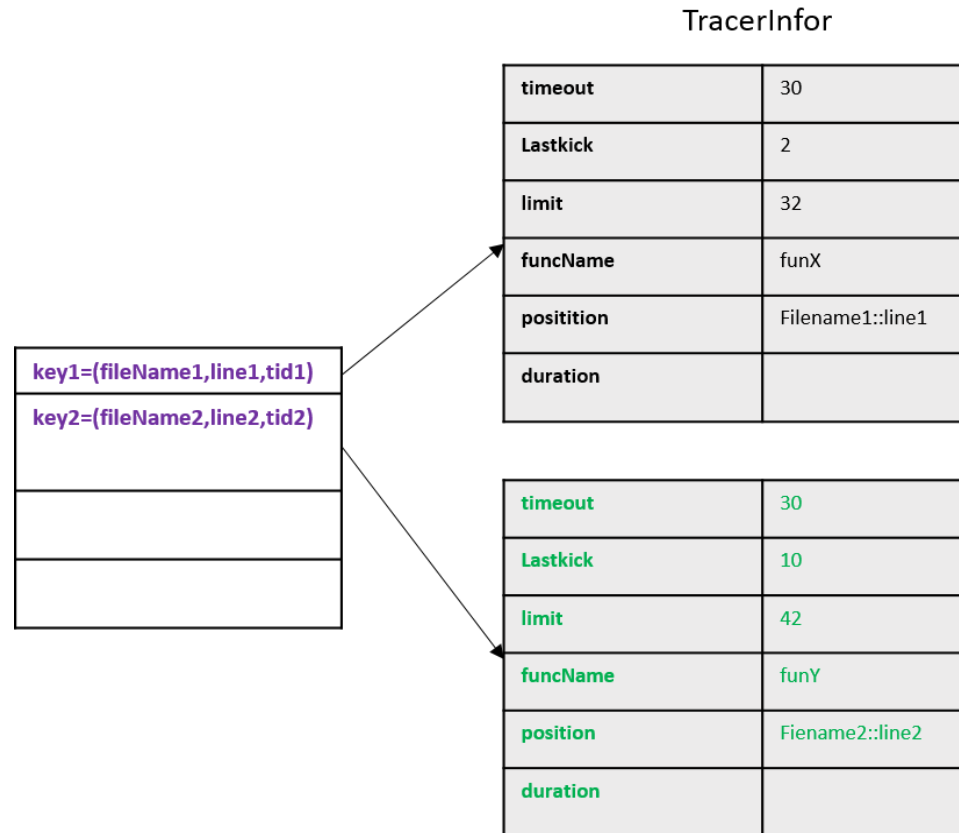 TracerInfor
timeout 30
Lastkick 2
limit 32
funcName funX
positition Filename1::line1
duration
key1=(fileName1,line1,tid1)
key2=(fileName2,line2,tid2)
timeout 30
Lastkick 10
limit 42
funcName funY
position Fiename2::line2
duration